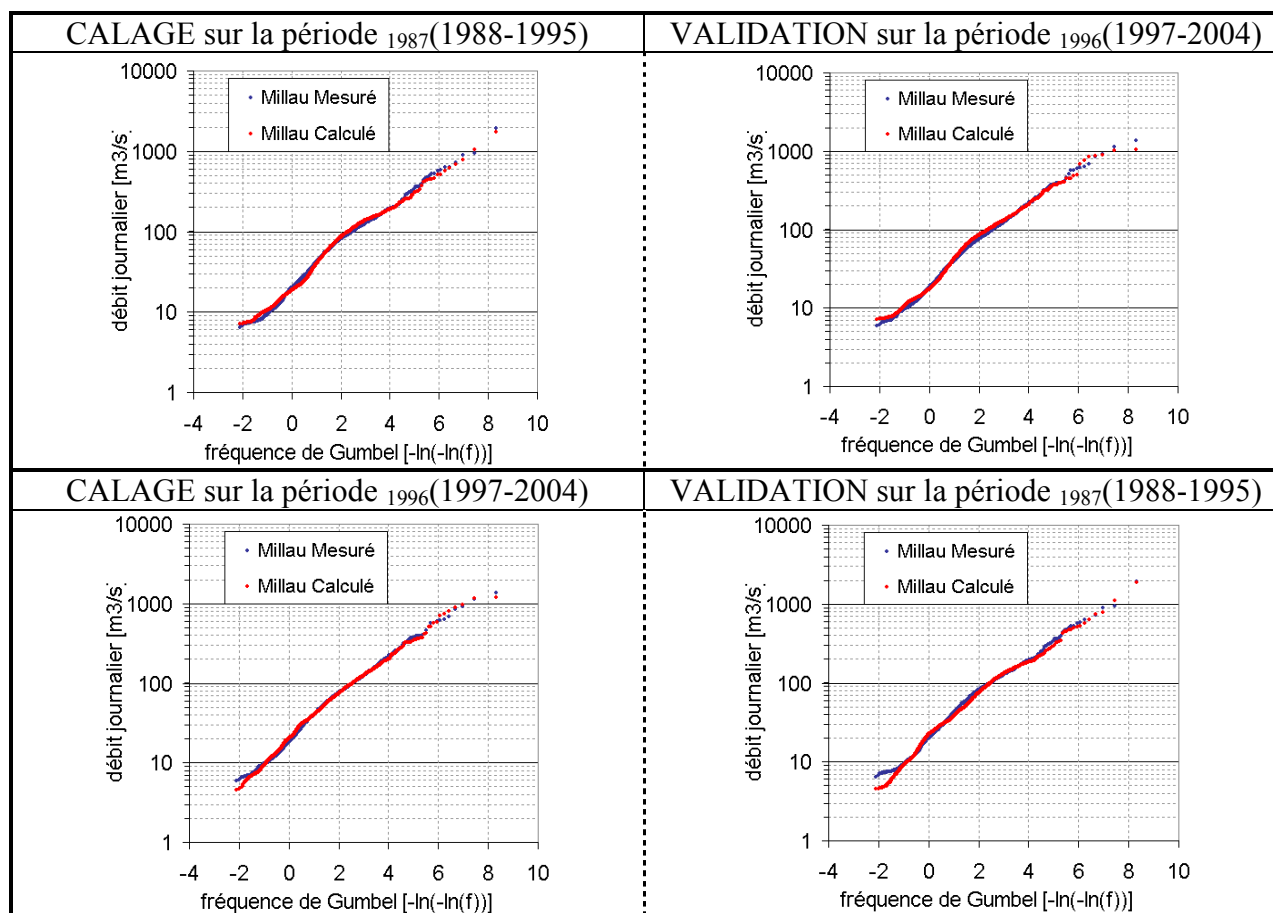 CALAGE sur la période 1987(1988-1995)
VALIDATION sur la période 1996(1997-2004)
débit journalier [m3/s]
10000
1000
100
10
1
Millau Mesuré
Millau Calculé
-4 -2 0 2 4 6 8 10
fréquence de Gumbel [-ln(-ln(f))]
débit journalier [m3/s]
10000
1000
100
10
1
Millau Mesuré
Millau Calculé
-4 -2 0 2 4 6 8 10
fréquence de Gumbel [-ln(-ln(f))]
CALAGE sur la période 1996(1997-2004)
VALIDATION sur la période 1987(1988-1995)
débit journalier [m3/s]
10000
1000
100
10
1
Millau Mesuré
Millau Calculé
-4 -2 0 2 4 6 8 10
fréquence de Gumbel [-ln(-ln(f))]
débit journalier [m3/s]
10000
1000
100
10
1
Millau Mesuré
Millau Calculé
-4 -2 0 2 4 6 8 10
fréquence de Gumbel [-ln(-ln(f))]